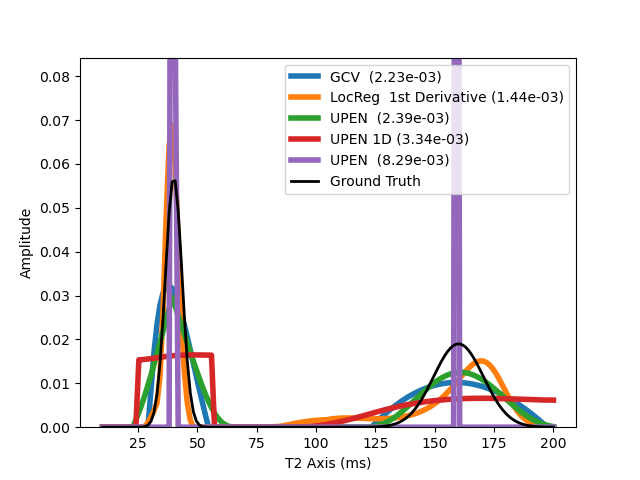 GCV  (2.23e-03)
LocReg  1st Derivative (1.44e-03)
UPEN  (2.39e-03)
UPEN 1D (3.34e-03)
UPEN  (8.29e-03)
Ground Truth
0.08
0.07
0.06
0.05
0.04
0.03
0.02
0.01
0.00
Amplitude
25 50 75 100 125 150 175 200
T2 Axis (ms)